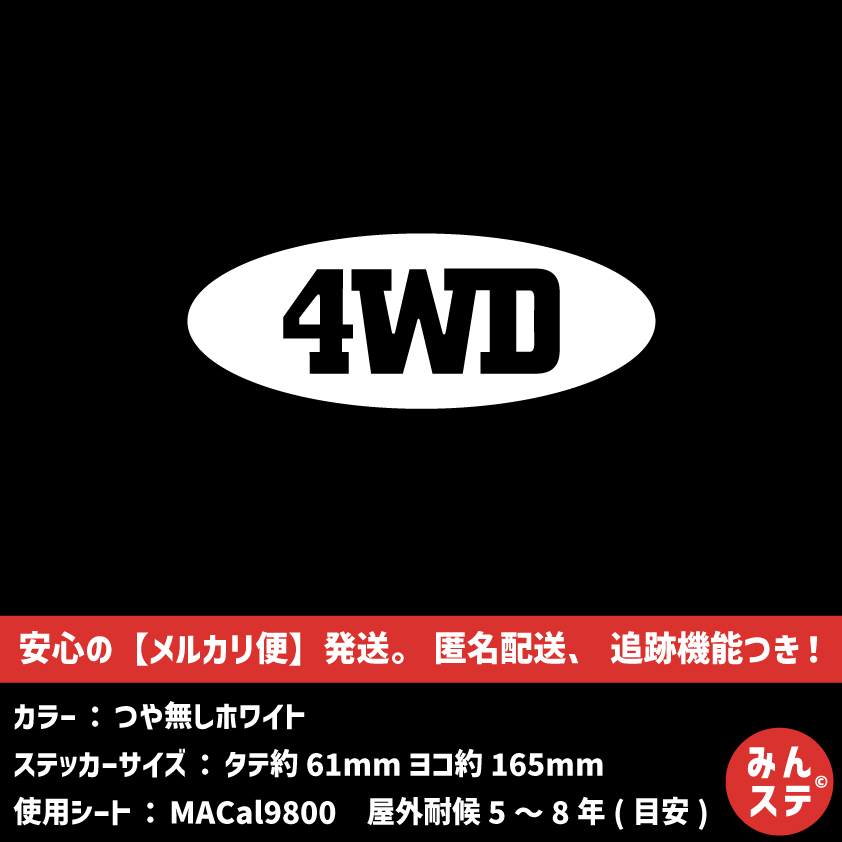 4WD
安心の【メルカリ便】発送。 匿名配送、 追跡機能つき！
カラー ： つや無しホワイト
ステッカーサイズ ： タテ約 61mm ヨコ約 165mm
使用シート ： MACal9800　屋外耐候 5 ～ 8 年 ( 目安 )
みん
ステ©